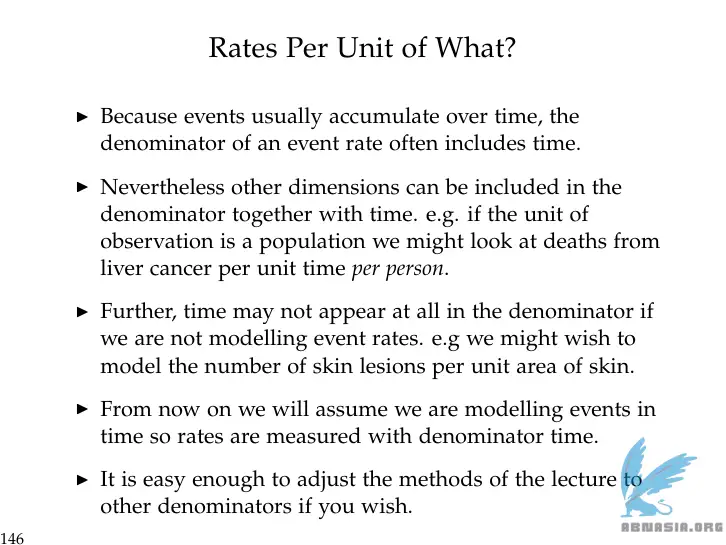 Rates Per Unit of What?
▶ Because events usually accumulate over time, the
denominator of an event rate often includes time.
▶ Nevertheless other dimensions can be included in the
denominator together with time. e.g. if the unit of
observation is a population we might look at deaths from
liver cancer per unit time per person.
▶ Further, time may not appear at all in the denominator if
we are not modelling event rates. e.g we might wish to
model the number of skin lesions per unit area of skin.
▶ From now on we will assume we are modelling events in
time so rates are measured with denominator time.
▶ It is easy enough to adjust the methods of the lecture to
other denominators if you wish.
ABMASIA.ORG
146